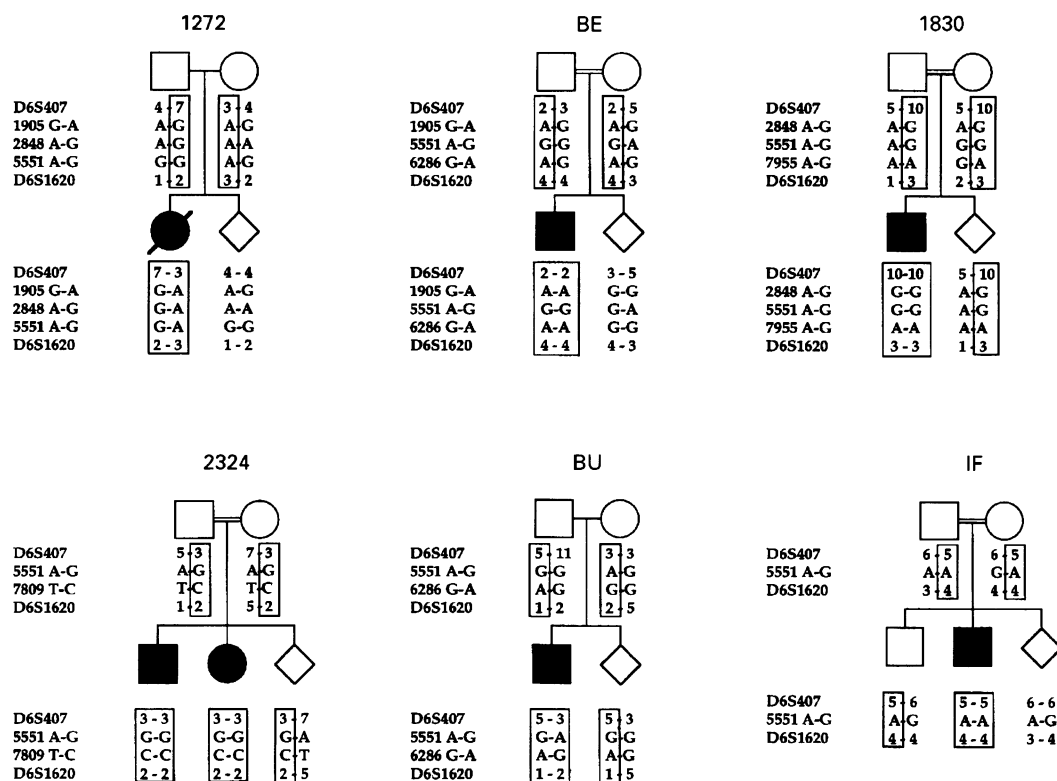 1272
D6S407 4-7 3-4
1905 G-A A-G A-G
2848 A-G A-G A-A
5551 A-G G-G A-G
D6S1620 1-2 3-2
D6S407 7-3 4-4
1905 G-A G-A A-G
2848 A-G G-A A-A
5551 A-G G-A G-G
D6S1620 2-3 1-2
BE
D6S407 2-3 2-5
1905 G-A A-G A-G
5551 A-G G-G G-A
6286 G-A A-G A-G
D6S1620 4-4 4-3
D6S407 2-2 3-5
1905 G-A A-A G-G
5551 A-G G-G G-A
6286 G-A A-A G-G
D6S1620 4-4 4-3
1830
D6S407 5-10 5-10
2848 A-G A-G A-G
5551 A-G A-G G-G
7955 A-G A-A G-A
D6S1620 1-3 2-3
D6S407 10-10 5-10
2848 A-G G-G A-G
5551 A-G G-G A-G
7955 A-G A-A A-A
D6S1620 3-3 1-3
2324
D6S407 5-3 7-3
5551 A-G A-G A-G
7809 T-C T-C T-C
D6S1620 1-2 5-2
D6S407 3-3 3-3 3-7
5551 A-G G-G G-G G-A
7809 T-C C-C C-C C-T
D6S1620 2-2 2-2 2-5
BU
D6S407 5-11 3-3
5551 A-G G-G A-G
6286 G-A A-G G-G
D6S1620 1-2 2-5
D6S407 5-3 5-3
5551 A-G G-A G-G
6286 G-A A-G A-G
D6S1620 1-2 1-5
IF
D6S407 6-5 6-5
5551 A-G A-A G-A
D6S1620 3-4 4-4
D6S407 5-6 5-5 6-6
5551 A-G A-G A-A A-G
D6S1620 4-4 4-4 3-4